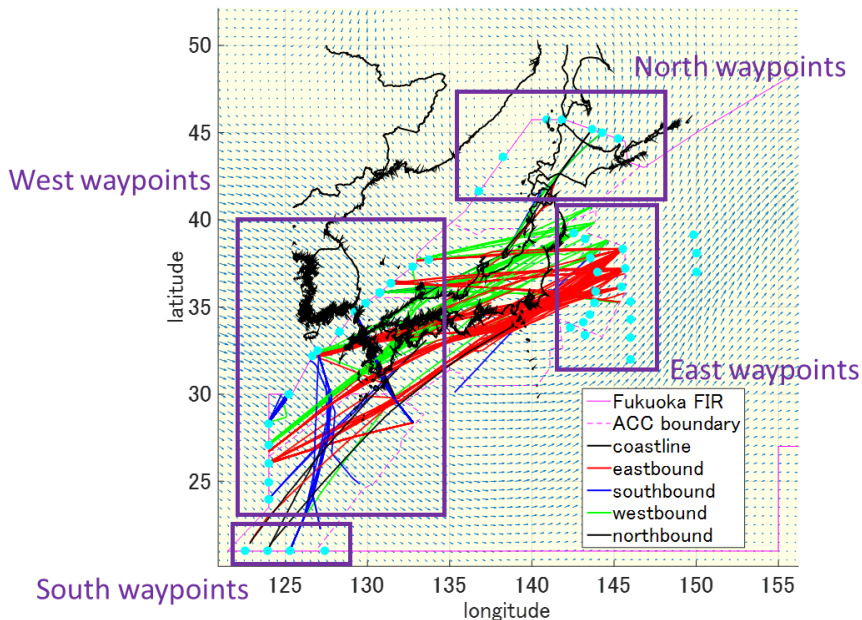 50
North waypoints
45
West waypoints
40
latitude
35
30
East waypoints
Fukuoka FIR
ACC boundary
coastline
eastbound
southbound
westbound
northbound
25
125
130
135
140
145
150
155
South waypoints
longitude